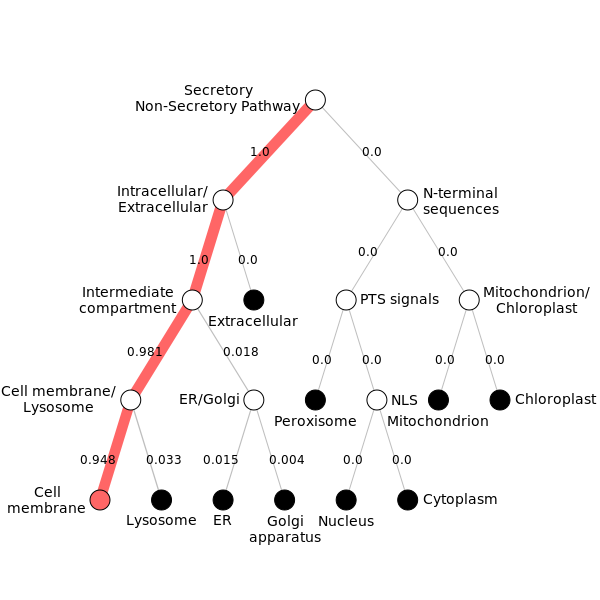 Secretory
Non-Secretory Pathway
1.0
0.0
Intracellular/
Extracellular
N-terminal
sequences
1.0
0.0
0.0
0.0
Intermediate
compartment
Extracellular
PTS signals
Mitochondrion/
Chloroplast
0.981
0.018
0.0
0.0
0.0
0.0
Cell membrane/
Lysosome
ER/Golgi
Peroxisome
NLS
Mitochondrion
Chloroplast
0.948
0.033
0.015
0.004
0.0
0.0
Cell
membrane
Lysosome
ER
Golgi
apparatus
Nucleus
Cytoplasm